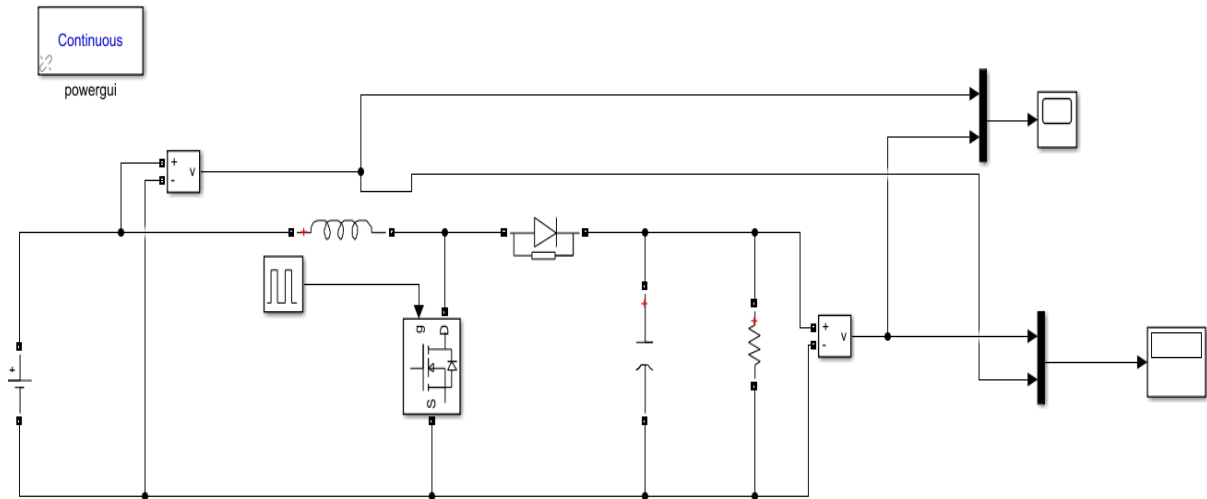 Continuous
powergui
+
-
v
+
g
D
S
+
+
+
-
v
+